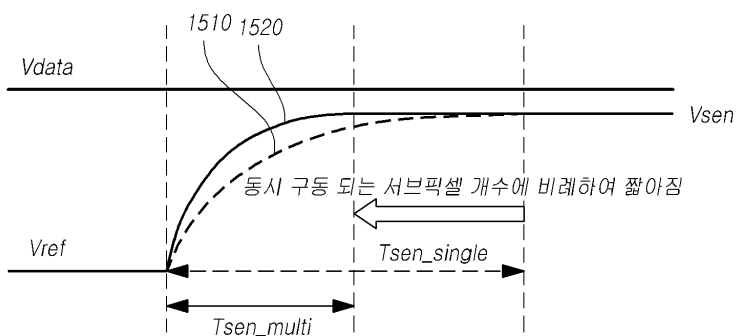 1510 1520
Vdata
Vsen
동시 구동 되는 서브픽셀 개수에 비례하여 짧아짐
Vref
Tsen_single
Tsen_multi